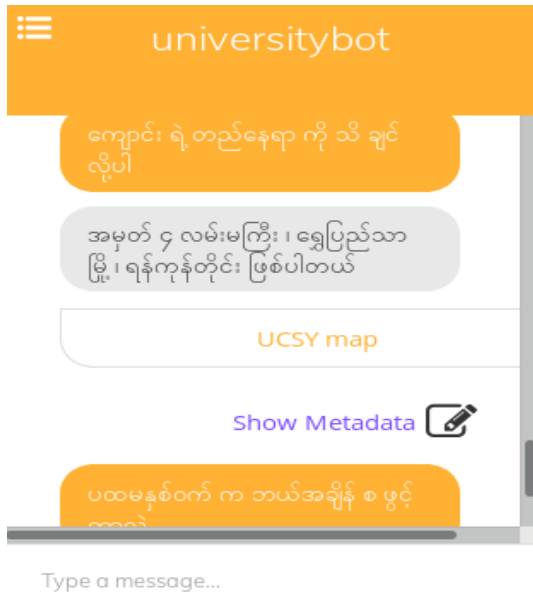 universitybot
ကျောင်း ရဲ့ တည်နေရာ ကို သိ ချင်
လို့ပါ
အမှတ် ၄ လမ်းမကြီး ၊ ရွှေပြည်သာ
မြို့ ၊ ရန်ကုန်တိုင်း ဖြစ်ပါတယ်
UCSY map
Show Metadata
ပထမနှစ်ဝက် က ဘယ်အချိန် စ ဖွင့်
Type a message...